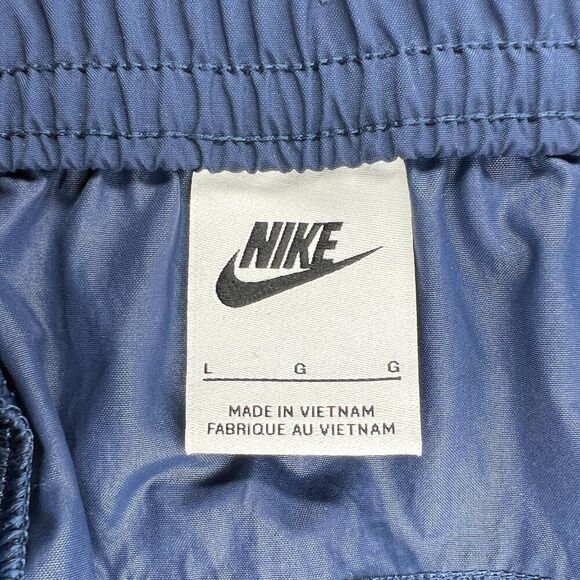 NIKE
L G G
MADE IN VIETNAM
FABRIQUE AU VIETNAM